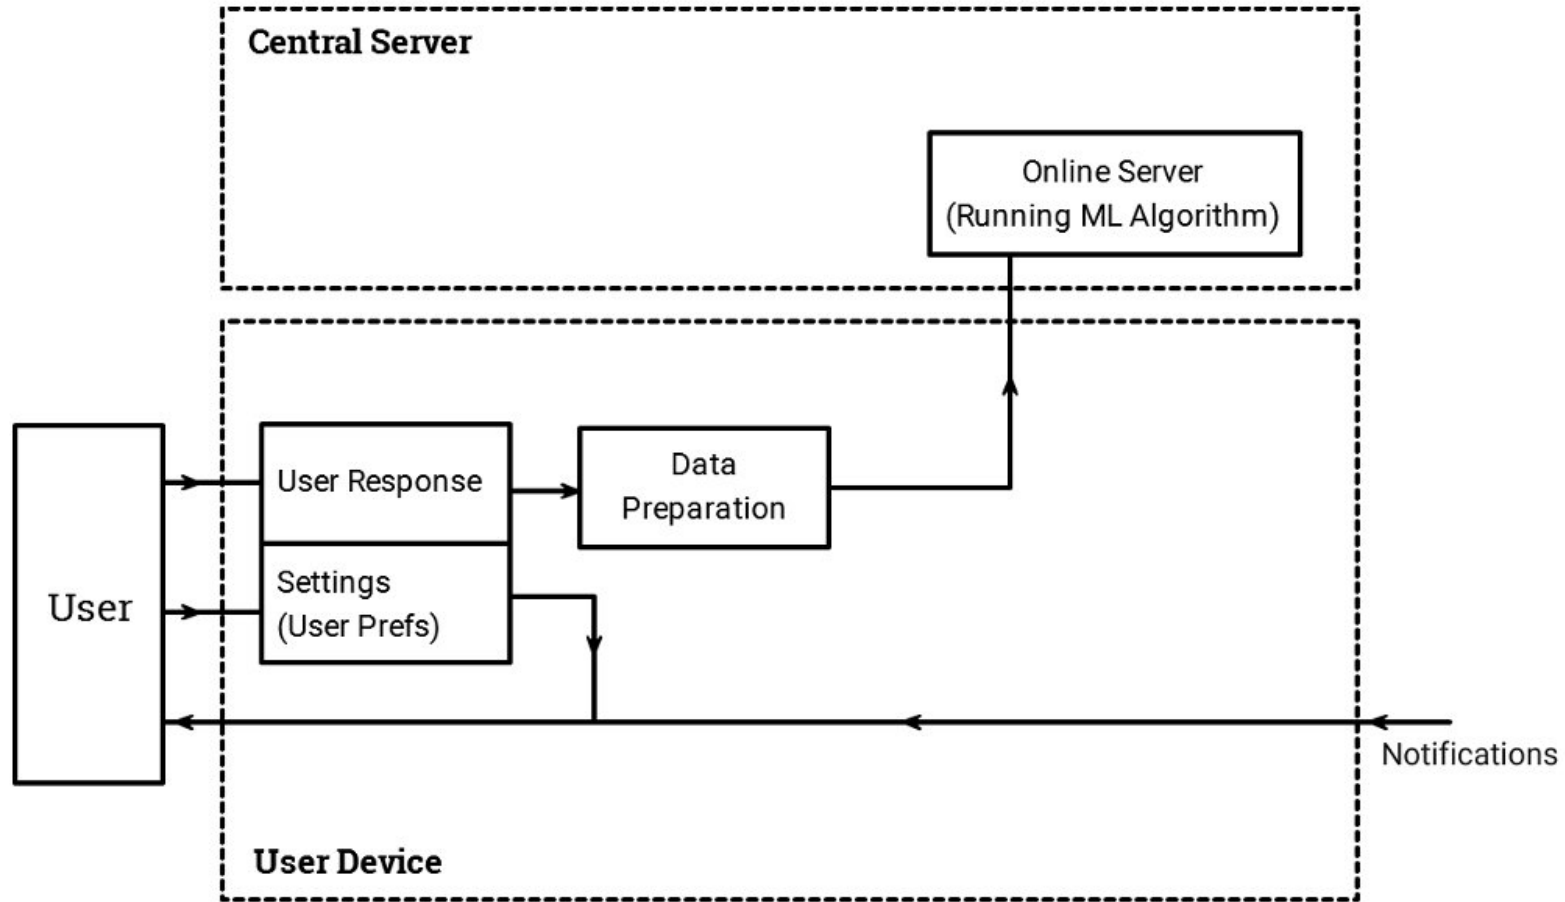 Central Server
Online Server
(Running ML Algorithm)
User
User Response
Data
Preparation
Settings
(User Prefs)
Notifications
User Device